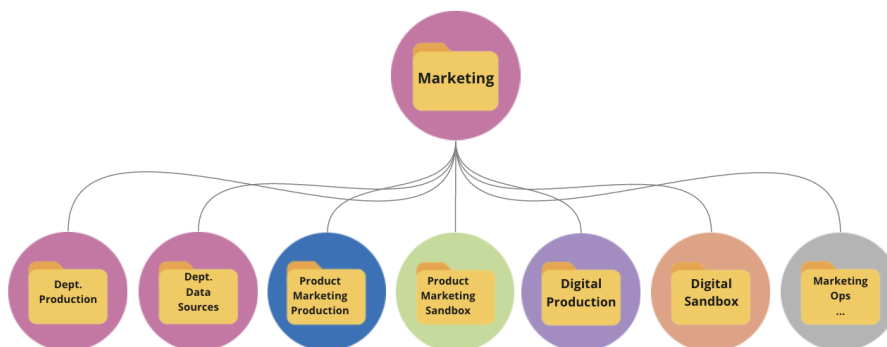 Marketing
Dept.
Production
Dept.
Data
Sources
Product
Marketing
Production
Product
Marketing
Sandbox
Digital
Production
Digital
Sandbox
Marketing
Ops
...